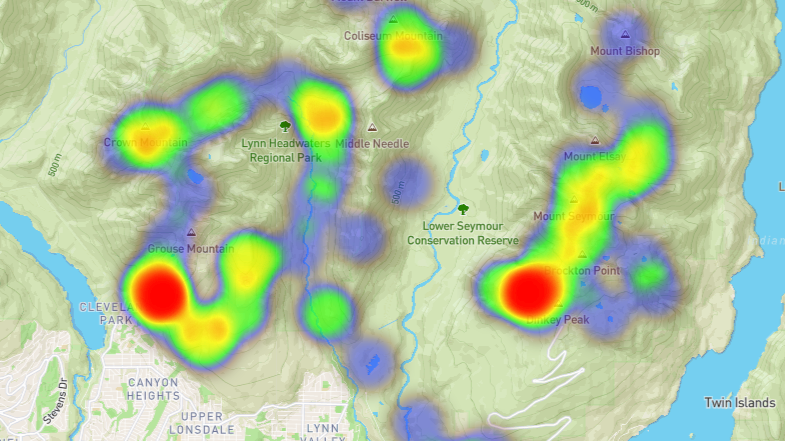 500 m
Coliseum Mountain
Mount Bishop
Crown Mountain
Lynn Headwaters
Regional Park
Middle Needle
Mount Elsay
500 m
500 m
Mount Seymour
Lower Seymour
Conservation Reserve
Grouse Mountain
Indian
Brockton Point
CLEVELA
PARK
Dinkey Peak
CANYON
HEIGHTS
Stevens Dr
UPPER
LONSDALE
LYNN
VALLEY
Twin Islands